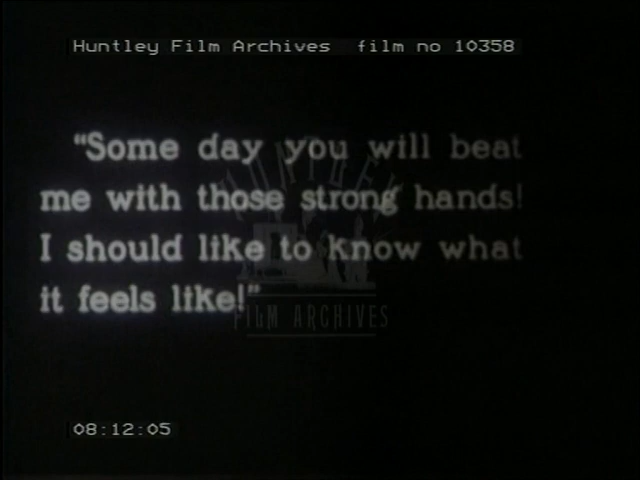 Huntley Film Archives film no 10358
"Some day you will beat
me with those strong hands!
I should like to know what
it feels like!"
HUNTLEY
FILM ARCHIVES
08:12:05